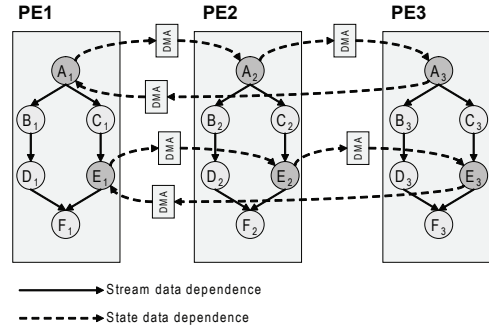 PE1 PE2 PE3
DMA DMA
A1 A2 A3
DMA
B1 C1 B2 C2 B3 C3
DMA DMA
D1 E1 D2 E2 D3 E3
DMA
F1 F2 F3
Stream data dependence
State data dependence